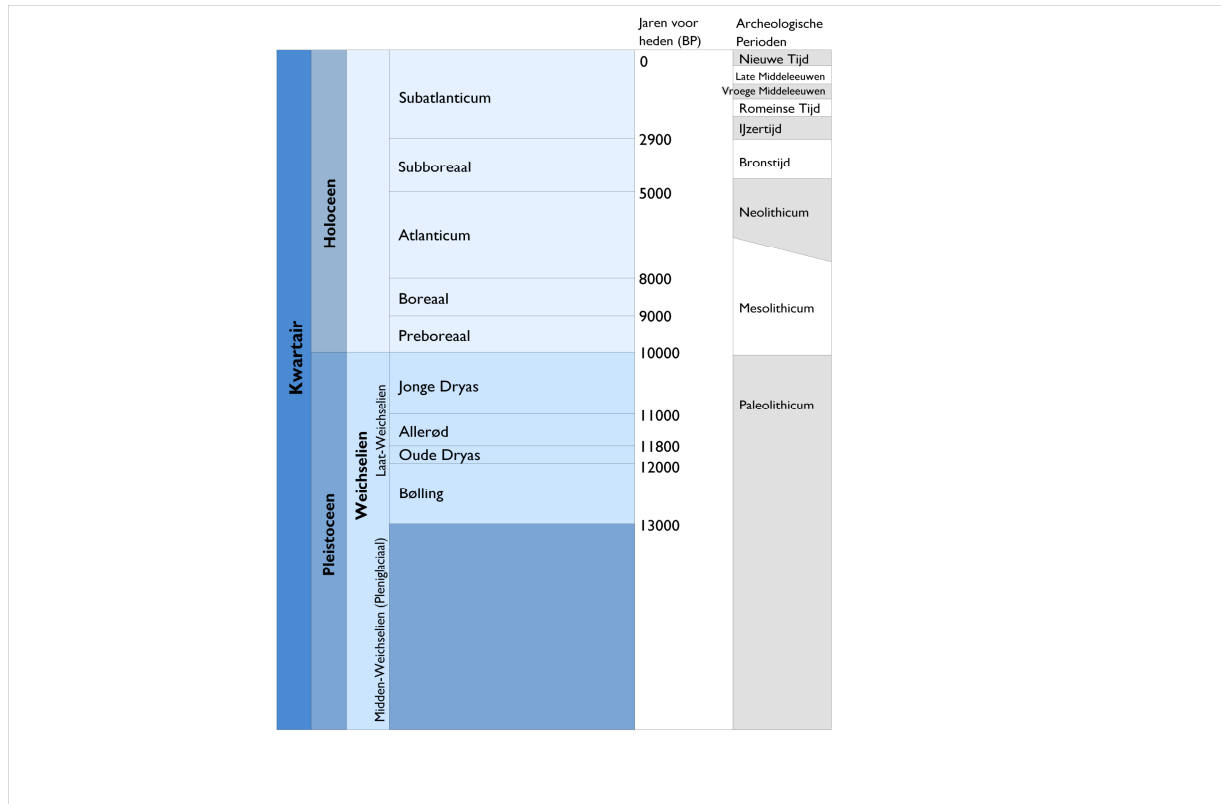 Jaren voor
heden (BP)
Archeologische
Perioden
Kwartair
Holoceen
Pleistoceen
Weichselien
Laat-Weichselien
Midden-Weichselien (Pleniglaciaal)
Subatlanticum
Subboreaal
Atlanticum
Boreaal
Preboreaal
Jonge Dryas
Allerød
Oude Dryas
Bølling
0
2900
5000
8000
9000
10000
11000
11800
12000
13000
Nieuwe Tijd
Late Middeleeuwen
Vroege Middeleeuwen
Romeinse Tijd
IJzertijd
Bronstijd
Neolithicum
Mesolithicum
Paleolithicum